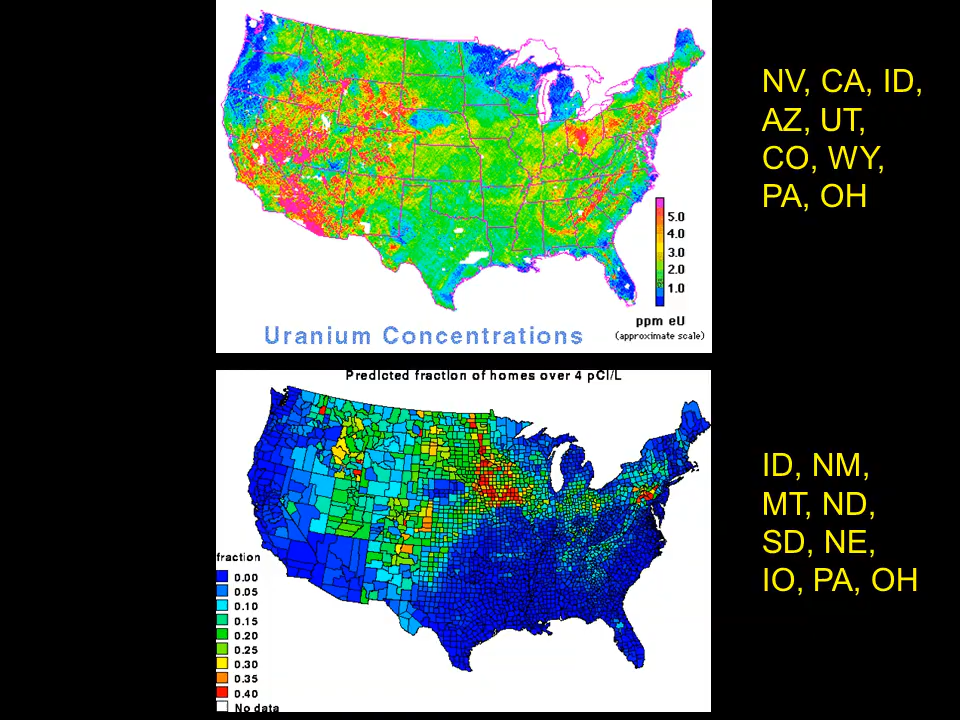 NV, CA, ID,
AZ, UT,
CO, WY,
PA, OH
5.0
4.0
3.0
2.0
1.0
ppm eU
(approximate scale)
Uranium Concentrations
Predicted fraction of homes over 4 pCi/L
ID, NM,
MT, ND,
SD, NE,
IO, PA, OH
fraction
0.00
0.05
0.10
0.15
0.20
0.25
0.30
0.35
0.40
No data